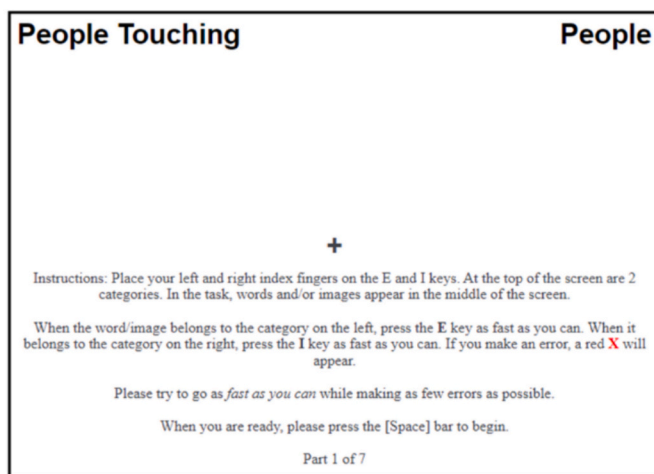 People Touching People
+
Instructions: Place your left and right index fingers on the E and I keys. At the top of the screen are 2
categories. In the task, words and/or images appear in the middle of the screen.
When the word/image belongs to the category on the left, press the E key as fast as you can. When it
belongs to the category on the right, press the I key as fast as you can. If you make an error, a red X will
appear.
Please try to go as fast as you can while making as few errors as possible.
When you are ready, please press the [Space] bar to begin.
Part 1 of 7